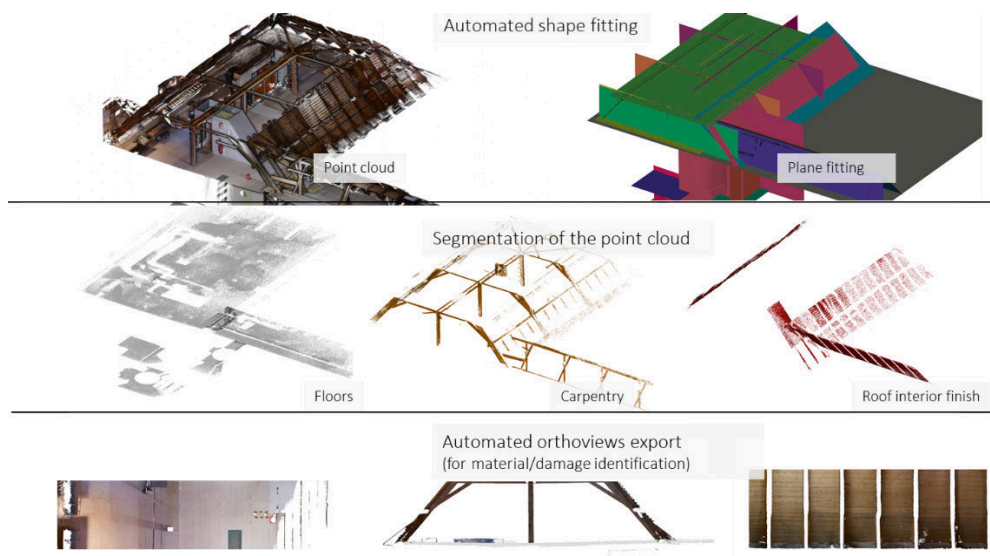 Automated shape fitting
Point cloud
Plane fitting
Segmentation of the point cloud
Floors
Carpentry
Roof interior finish
Automated orthoviews export
(for material/damage identification)